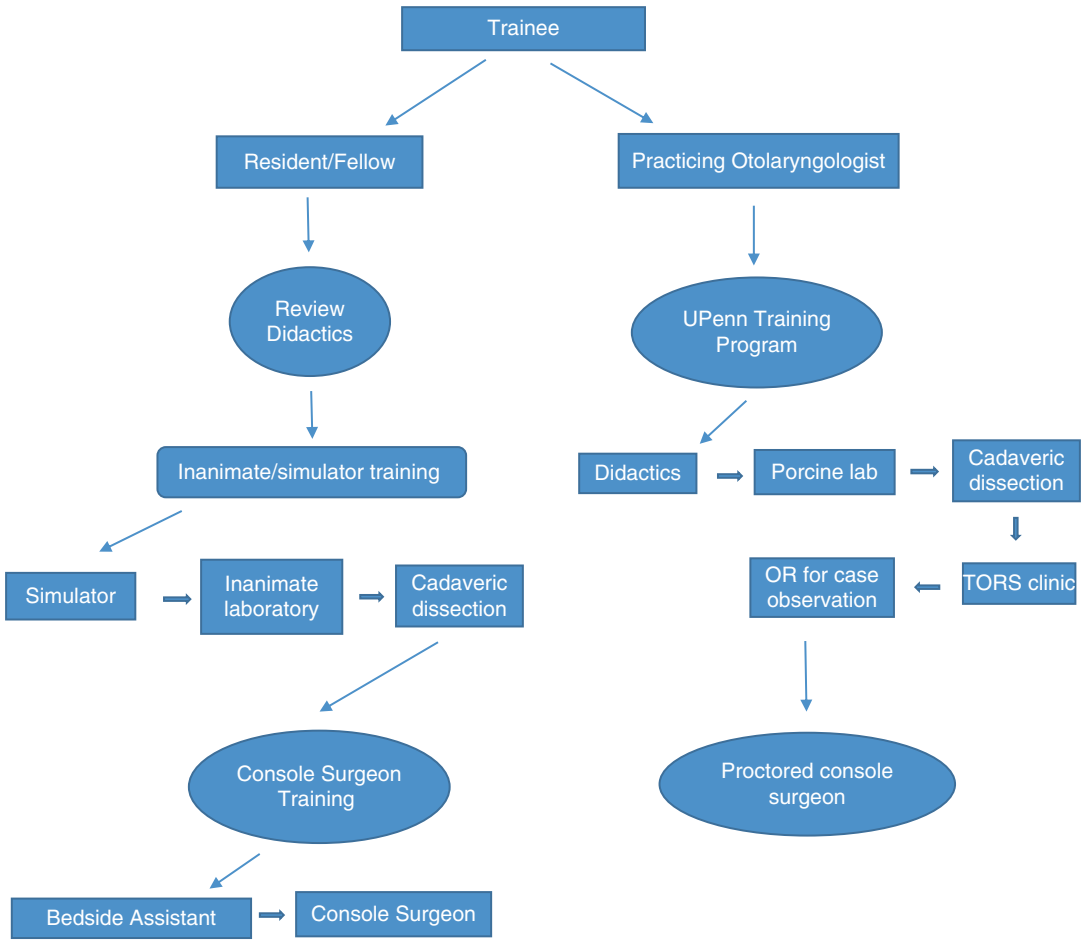 Trainee
Resident/Fellow
Practicing Otolaryngologist
Review
Didactics
UPenn Training
Program
Inanimate/simulator training
Didactics
Porcine lab
Cadaveric
dissection
Simulator
Inanimate
laboratory
Cadaveric
dissection
OR for case
observation
TORS clinic
Console Surgeon
Training
Proctored console
surgeon
Bedside Assistant
Console Surgeon